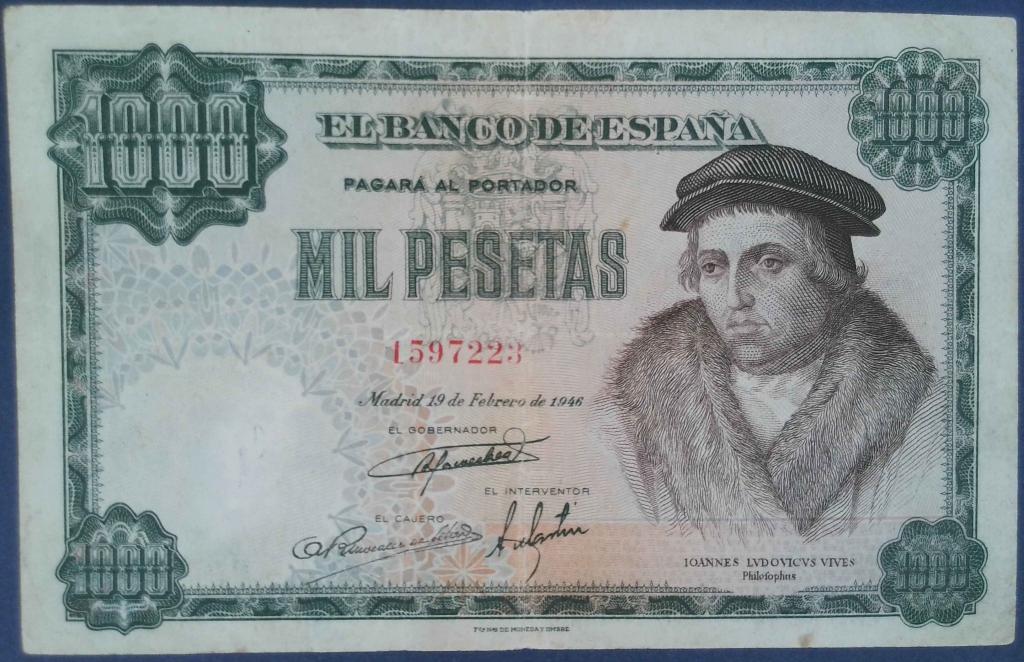 1000
1000
EL BANCO DE ESPAÑA
PAGARÁ AL PORTADOR
MIL PESETAS
1597223
Madrid 19 de Febrero de 1946
EL GOBERNADOR
EL INTERVENTOR
EL CAJERO
IOANNES LVDOVICVS VIVES
Philosophus
1000
1000